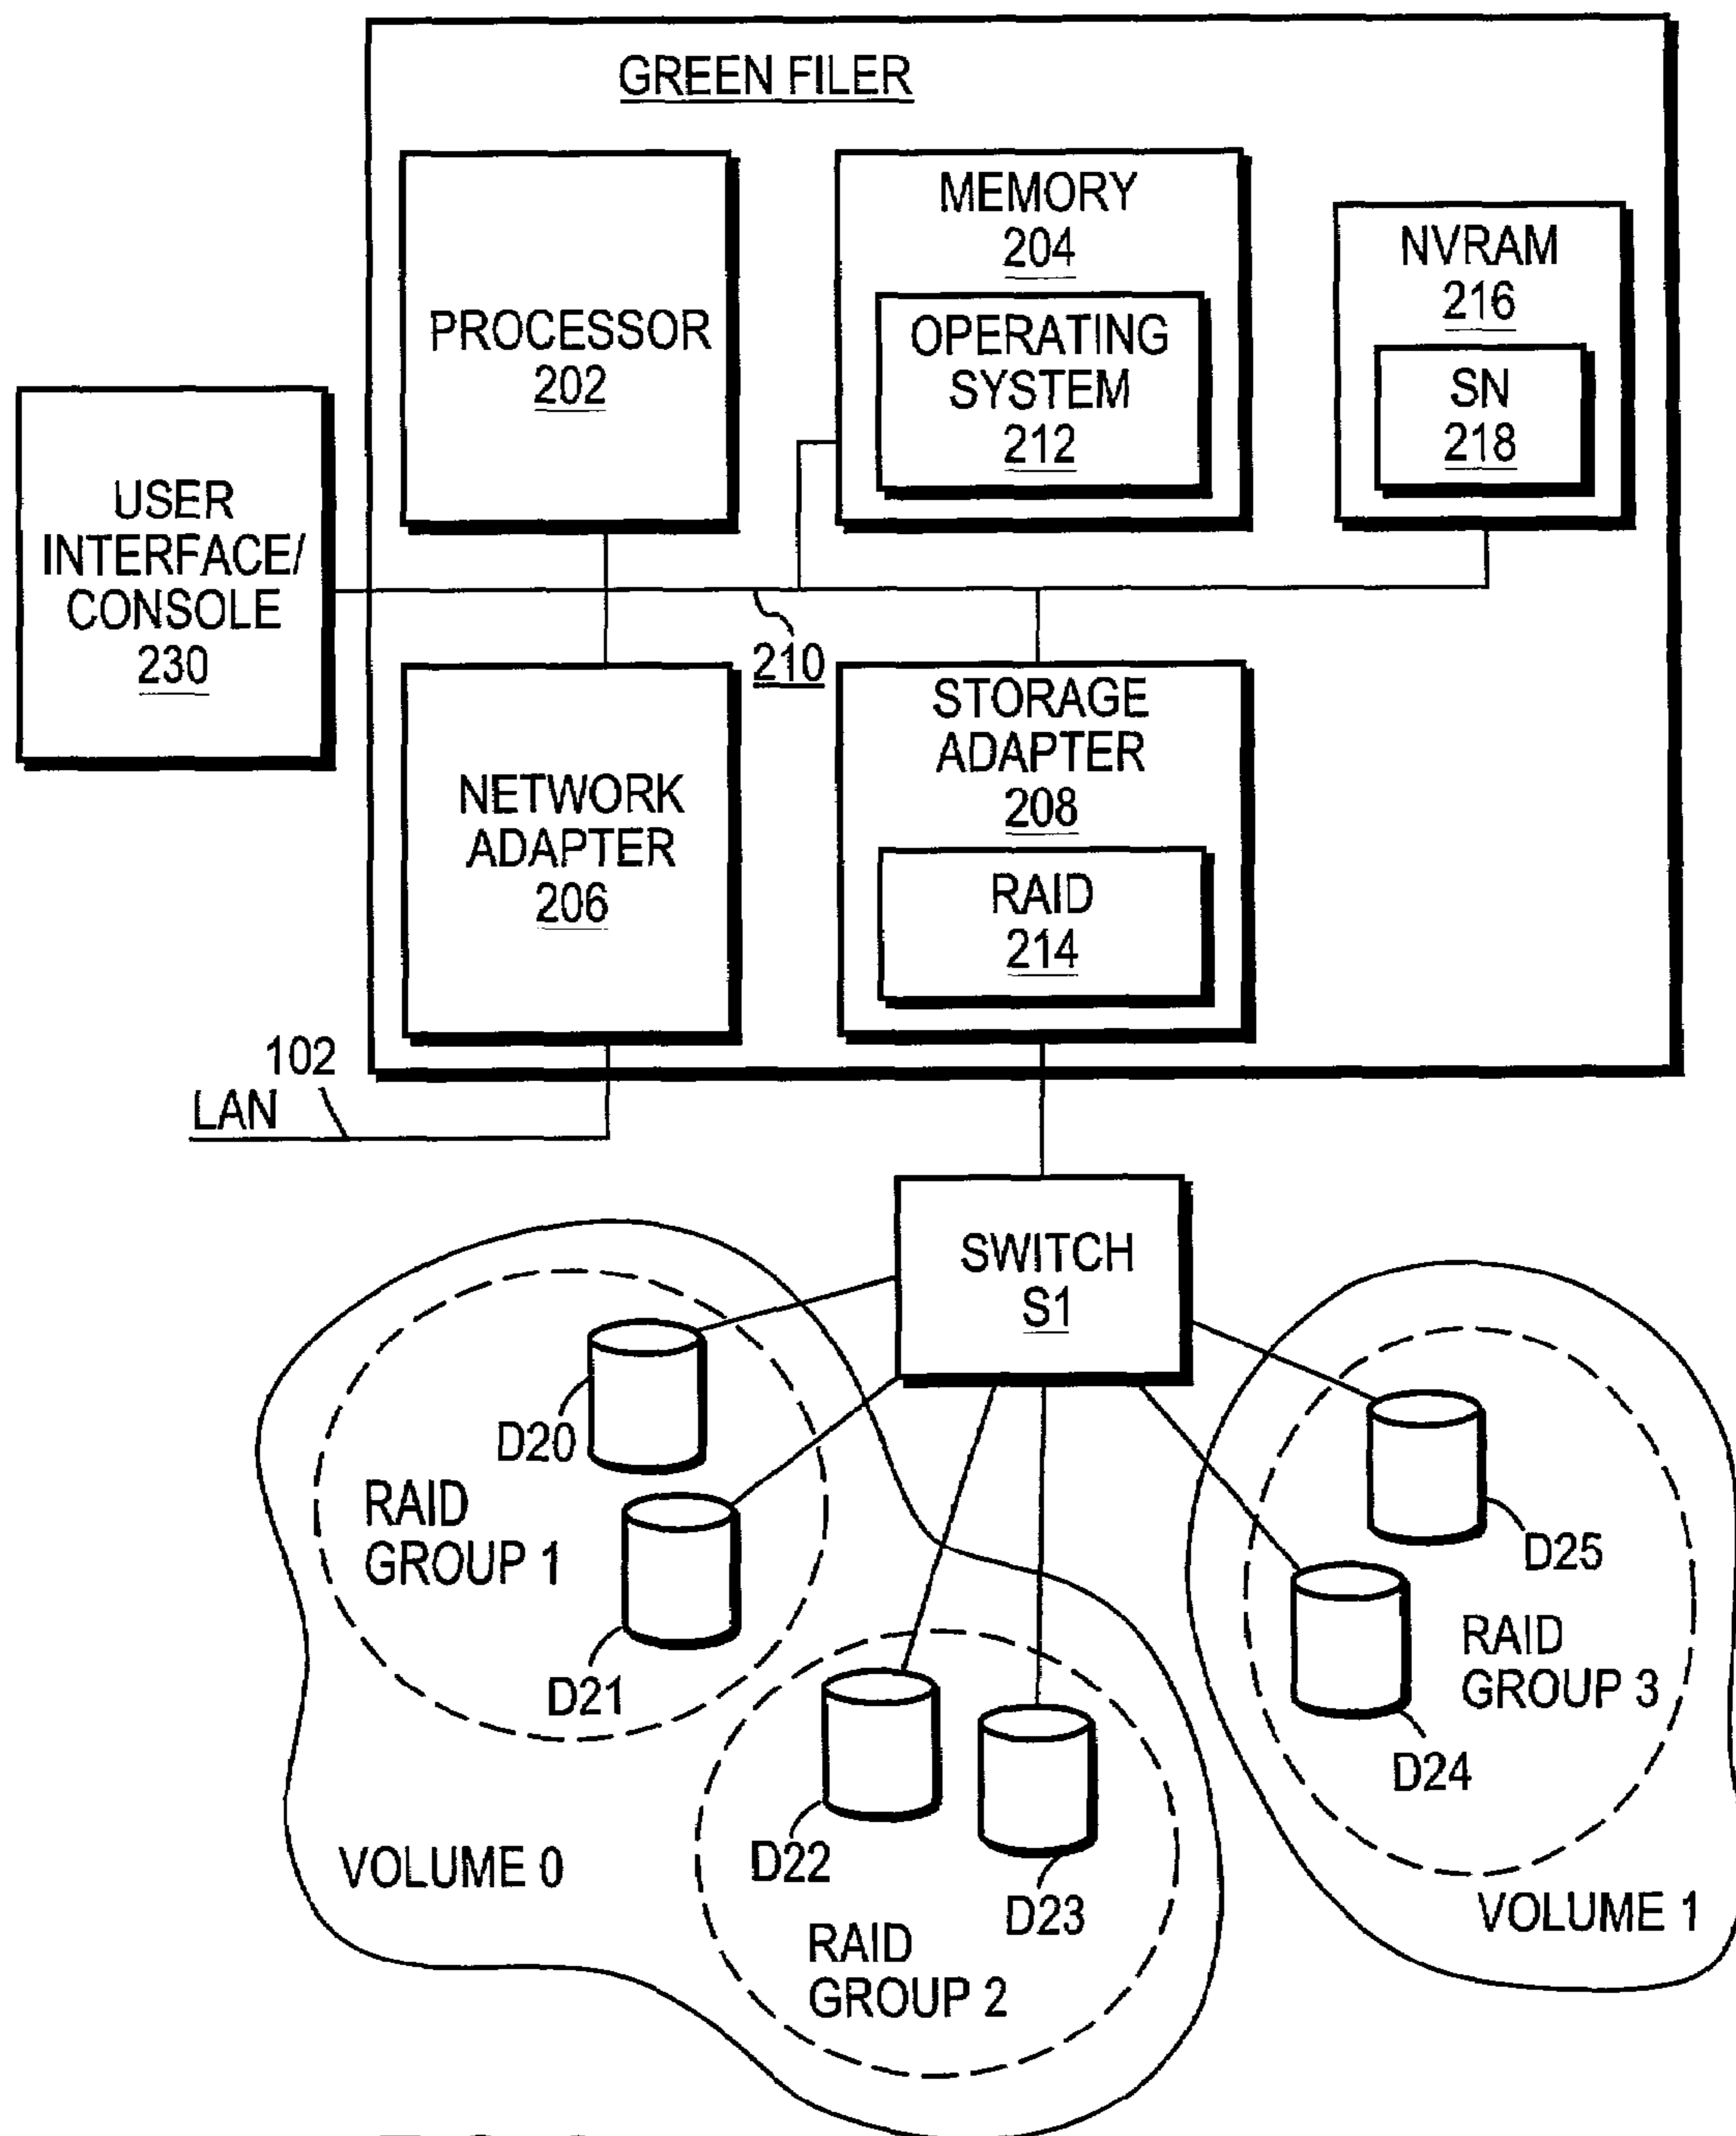 GREEN FILER
PROCESSOR
202
MEMORY
204
OPERATING
SYSTEM
212
NVRAM
216
SN
218
USER
INTERFACE/
CONSOLE
230
210
NETWORK
ADAPTER
206
STORAGE
ADAPTER
208
RAID
214
102
LAN
SWITCH
S1
D20
RAID
GROUP 1
D21
D25
RAID
GROUP 3
D24
D22
D23
VOLUME 0
RAID
GROUP 2
VOLUME 1